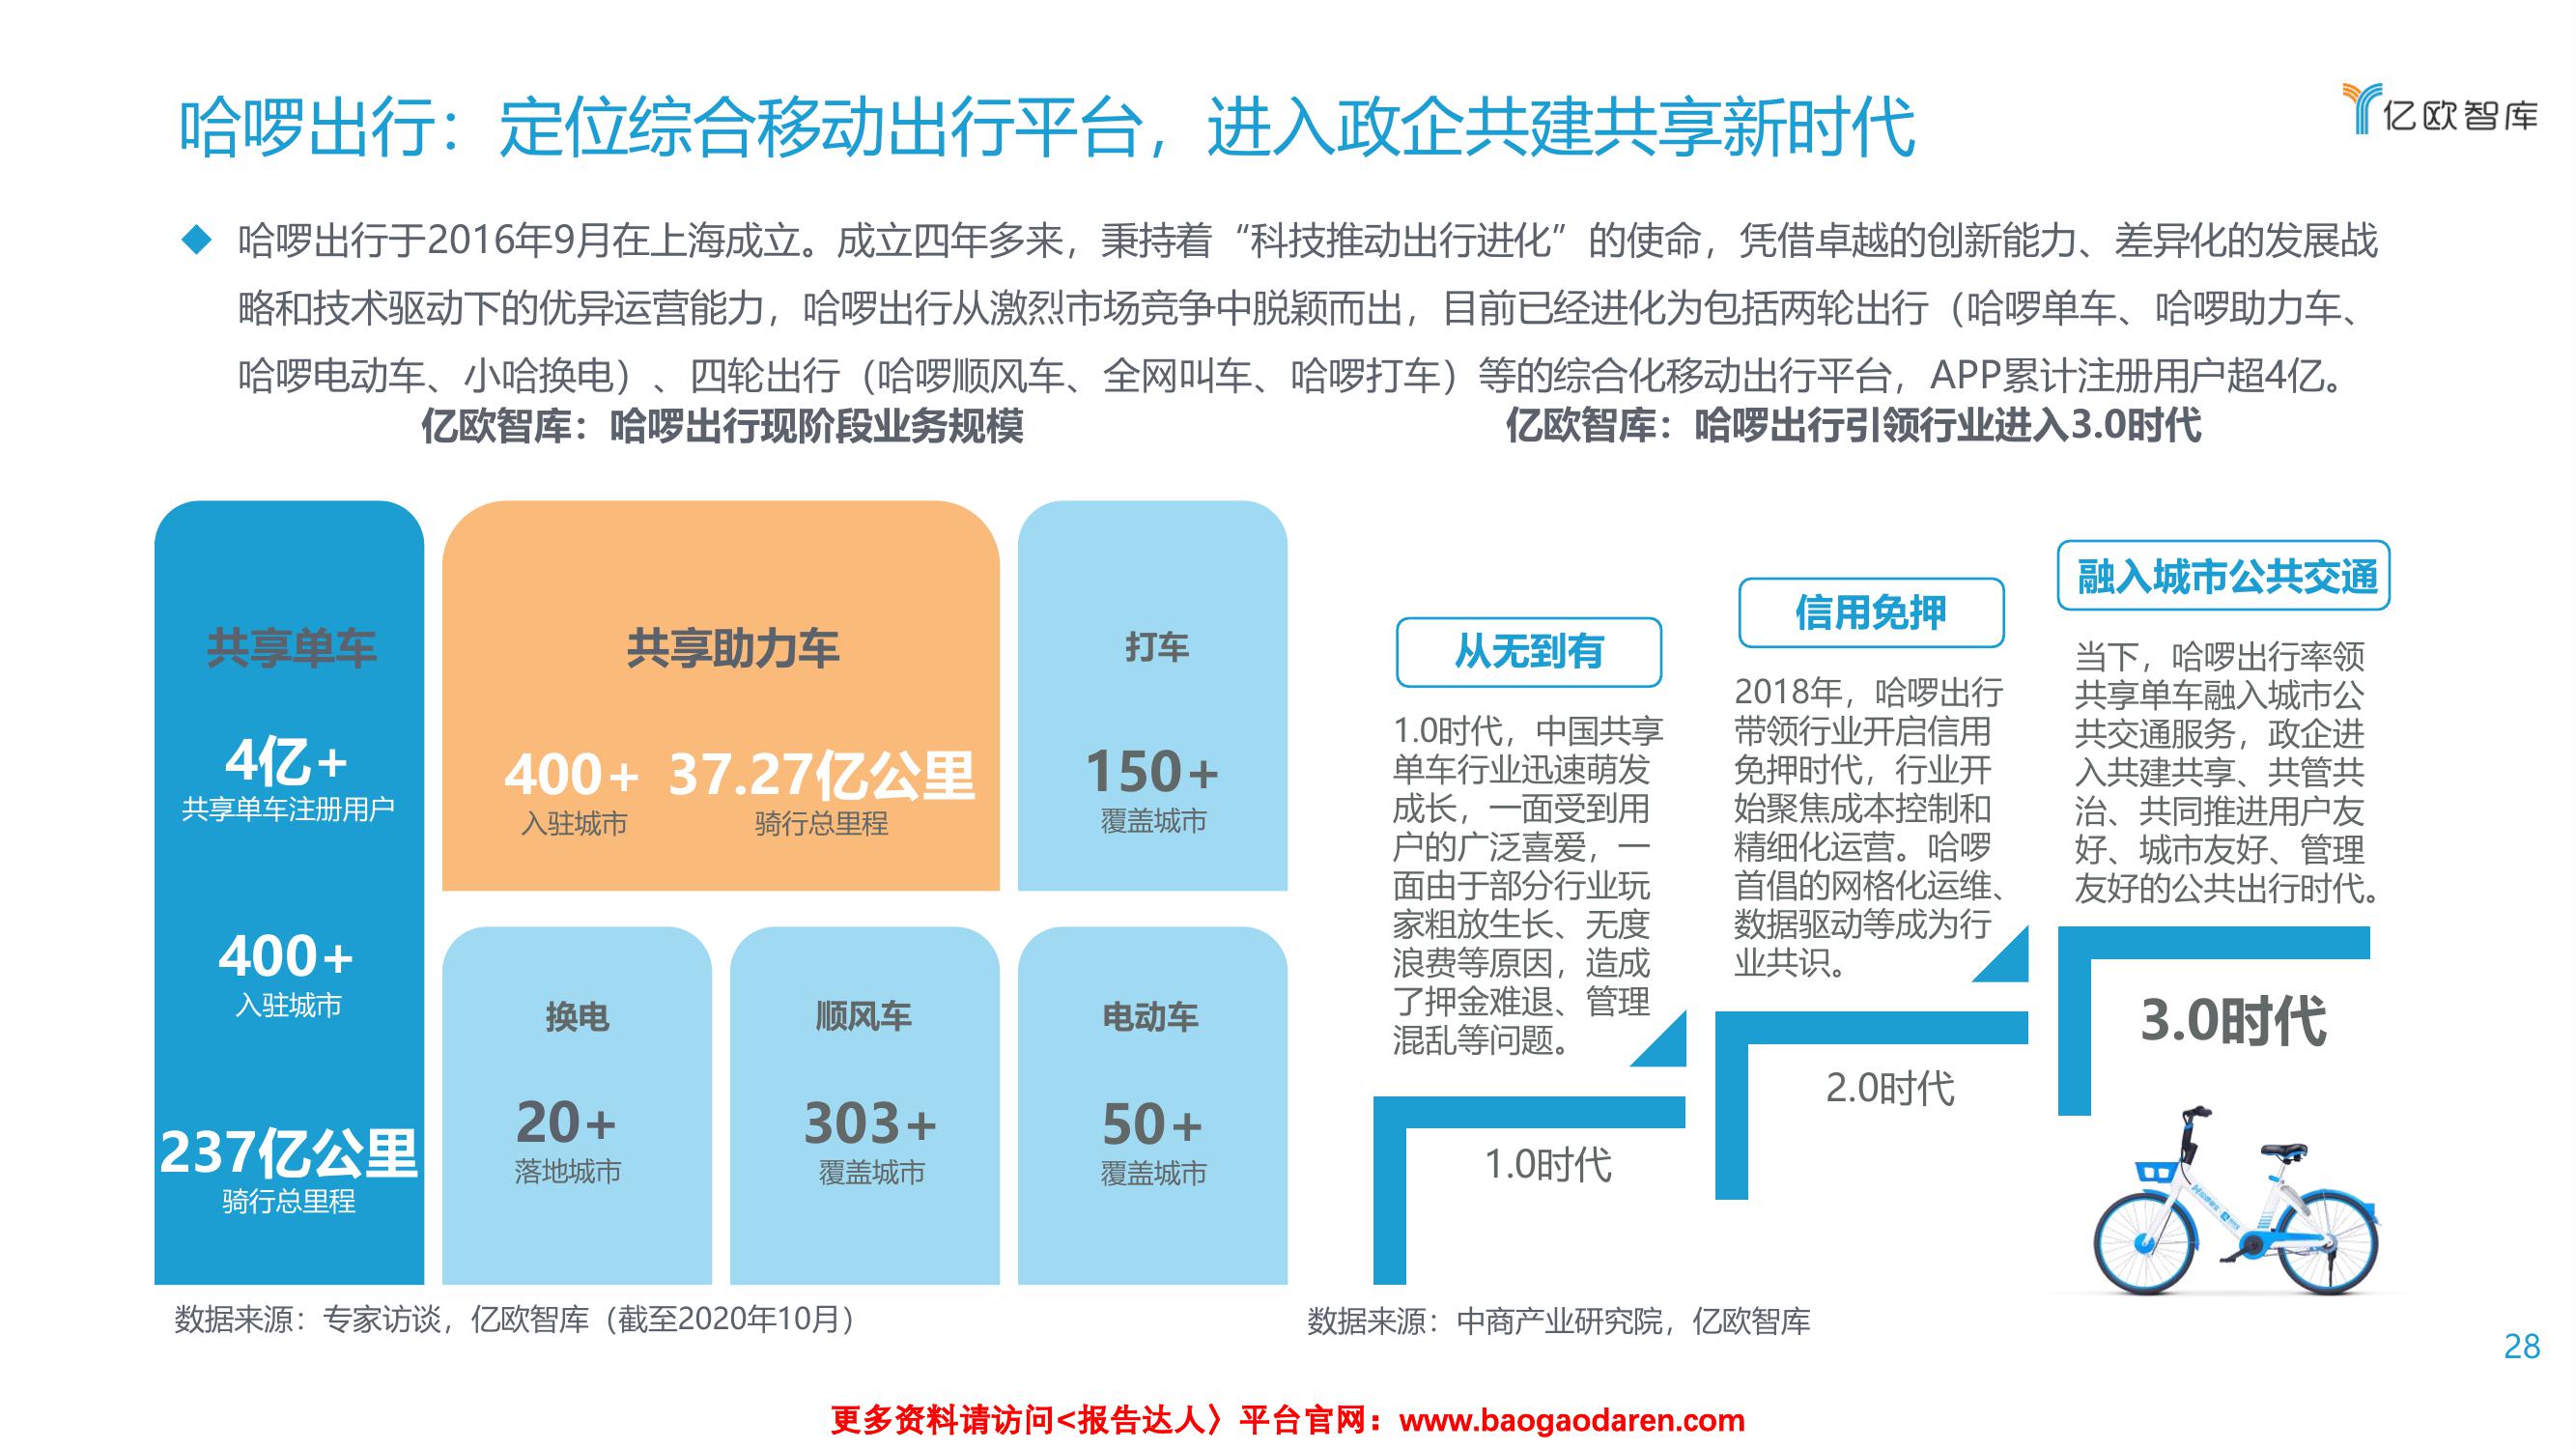 哈啰出行：定位综合移动出行平台，进入政企共建共享新时代
亿欧智库
哈啰出行于2016年9月在上海成立。成立四年多来，秉持着“科技推动出行进化”的使命，凭借卓越的创新能力、差异化的发展战
略和技术驱动下的优异运营能力，哈啰出行从激烈市场竞争中脱颖而出，目前已经进化为包括两轮出行（哈啰单车、哈啰助力车、
哈啰电动车、小哈换电）、四轮出行（哈啰顺风车、全网叫车、哈啰打车）等的综合化移动出行平台，APP累计注册用户超4亿。
亿欧智库：哈啰出行现阶段业务规模
共享单车
4亿+
共享单车注册用户
400+
入驻城市
237亿公里
骑行总里程
共享助力车
400+ 37.27亿公里
入驻城市 骑行总里程
打车
150+
覆盖城市
换电
20+
落地城市
顺风车
303+
覆盖城市
电动车
50+
覆盖城市
数据来源：专家访谈，亿欧智库（截至2020年10月）
亿欧智库：哈啰出行引领行业进入3.0时代
从无到有
1.0时代，中国共享
单车行业迅速萌发
成长，一面受到用
户的广泛喜爱，一
面由于部分行业玩
家粗放生长、无度
浪费等原因，造成
了押金难退、管理
混乱等问题。
1.0时代
信用免押
2018年，哈啰出行
带领行业开启信用
免押时代，行业开
始聚焦成本控制和
精细化运营。哈啰
首倡的网格化运维、
数据驱动等成为行
业共识。
2.0时代
融入城市公共交通
当下，哈啰出行率领
共享单车融入城市公
共交通服务，政企进
入共建共享、共管共
治、共同推进用户友
好、城市友好、管理
友好的公共出行时代。
3.0时代
数据来源：中商产业研究院，亿欧智库
28
更多资料请访问<报告达人〉平台官网：www.baogaodaren.com